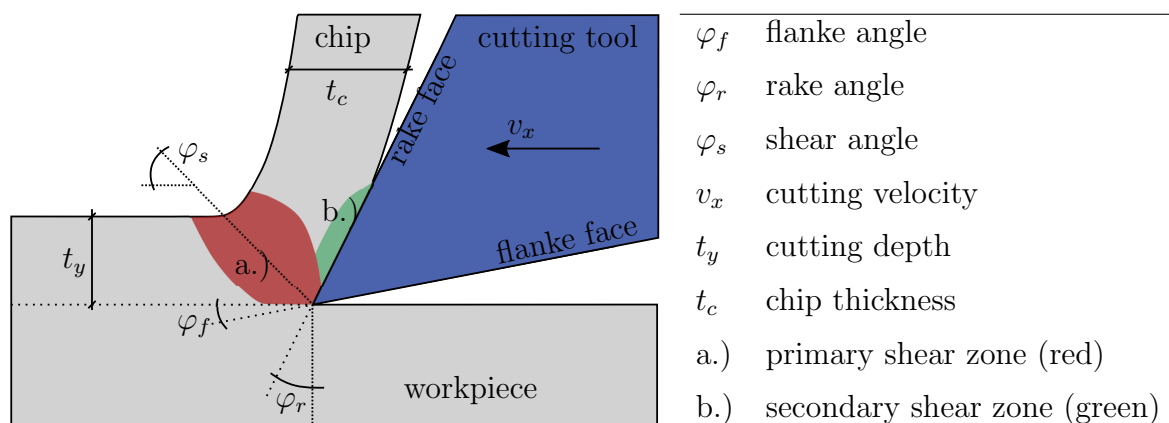 chip
cutting tool
t_c
rake face
v_x
φ_s
b.)
flanke face
a.)
t_y
φ_f
φ_r
workpiece
φ_f flanke angle
φ_r rake angle
φ_s shear angle
v_x cutting velocity
t_y cutting depth
t_c chip thickness
a.) primary shear zone (red)
b.) secondary shear zone (green)